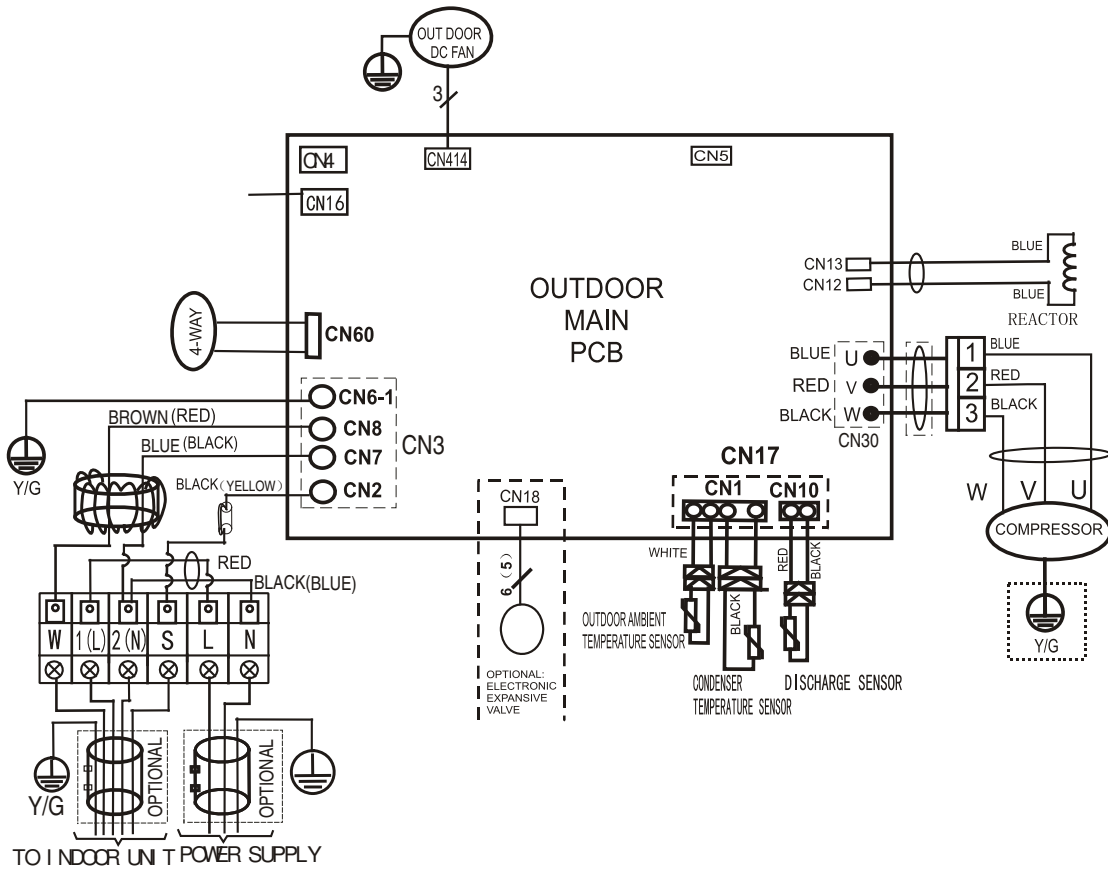 OUT DOOR
DC FAN
3
CN4
CN414
CN5
CN16
CN13
CN12
BLUE
BLUE
REACTOR
OUTDOOR
MAIN
PCB
4-WAY
CN60
BLUE U
RED V
BLACK W
CN30
1 BLUE
2 RED
3 BLACK
CN6-1
BROWN(RED)
CN8
CN3
BLUE(BLACK)
CN7
BLACK(YELLOW)
CN2
Y/G
CN17
CN1 CN10
CN18
W V U
COMPRESSOR
Y/G
WHITE
RED
BLACK
BLACK
6(5)
RED
BLACK(BLUE)
W 1(L) 2(N) S L N
OUTDOOR AMBIENT
TEMPERATURE SENSOR
OPTIONAL:
ELECTRONIC
EXPANSIVE
VALVE
CONDENSER
TEMPERATURE SENSOR
DISCHARGE SENSOR
Y/G
OPTIONAL
OPTIONAL
TO INDOOR UNIT
POWER SUPPLY